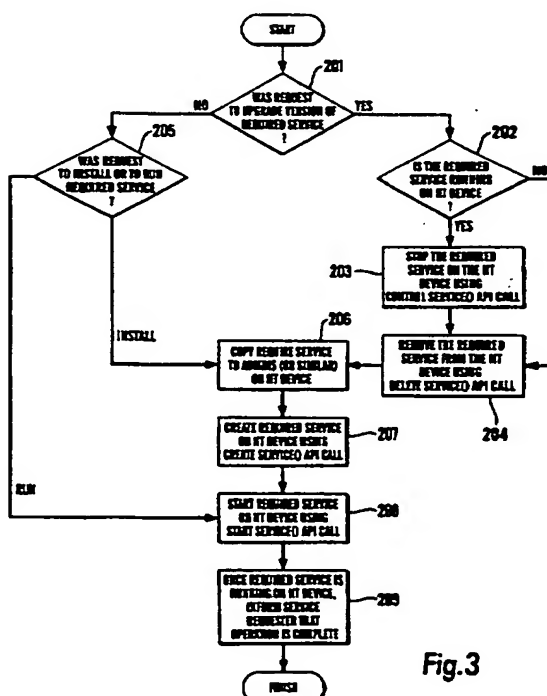 START
201
WAS REQUEST
TO UPGRADE VERSION OF
REQUIRED SERVICE
?
NO
YES
205
WAS REQUEST
TO INSTALL OR TO RUN
REQUIRED SERVICE
?
202
IS THE REQUIRED
SERVICE RUNNING
ON NT DEVICE
?
NO
YES
203
STOP THE REQUIRED
SERVICE ON THE NT
DEVICE USING
CONTROL SERVICE() API CALL
INSTALL
206
COPY REQUIRE SERVICE
TO ADMIN$ (OR SIMILAR)
ON NT DEVICE
REMOVE THE REQUIRED
SERVICE FROM THE NT
DEVICE USING
DELETE SERVICE() API CALL
204
CREATE REQUIRED SERVICE
ON NT DEVICE USING
CREATE SERVICE() API CALL
207
RUN
START REQUIRED SERVICE
ON NT DEVICE USING
START SERVICE() API CALL
208
ONCE REQUIRED SERVICE IS
RUNNING ON NT DEVICE,
INFORM SERVICE
REQUESTER THAT
OPERATION IS COMPLETE
209
FINISH
Fig.3